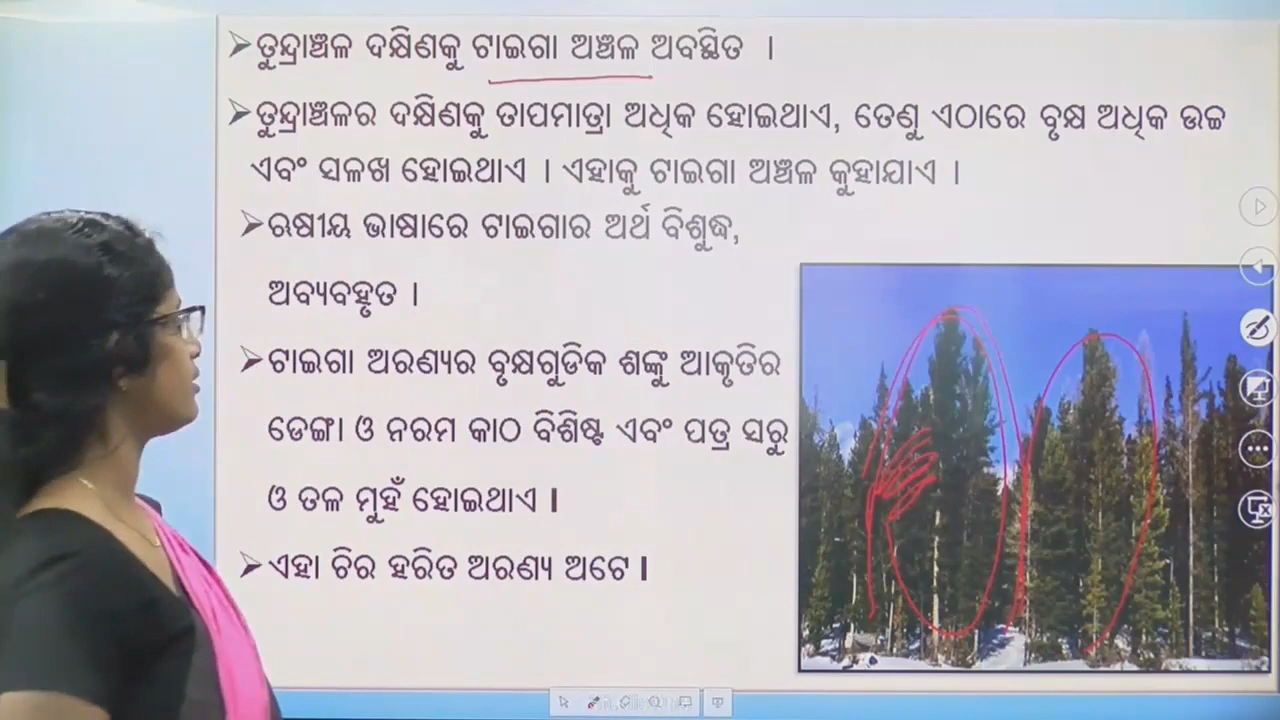 ➢ତୁନ୍ଦ୍ରାଞ୍ଚଳ ଦକ୍ଷିଣକୁ ଟାଇଗା ଅଞ୍ଚଳ ଅବସ୍ଥିତ ।
➢ତୁନ୍ଦ୍ରାଞ୍ଚଳର ଦକ୍ଷିଣକୁ ତାପମାତ୍ରା ଅଧିକ ହୋଇଥାଏ, ତେଣୁ ଏଠାରେ ବୃକ୍ଷ ଅଧିକ ଉଚ୍ଚ
ଏବଂ ସଳଖ ହୋଇଥାଏ । ଏହାକୁ ଟାଇଗା ଅଞ୍ଚଳ କୁହାଯାଏ ।
➢ଋଷୀୟ ଭାଷାରେ ଟାଇଗାର ଅର୍ଥ ବିଶୁଦ୍ଧ,
ଅବ୍ୟବହୃତ ।
➢ଟାଇଗା ଅରଣ୍ୟର ବୃକ୍ଷଗୁଡିକ ଶଙ୍କୁ ଆକୃତିର
ଡେଙ୍ଗା ଓ ନରମ କାଠ ବିଶିଷ୍ଟ ଏବଂ ପତ୍ର ସରୁ
ଓ ତଳ ମୁହଁ ହୋଇଥାଏ ।
➢ଏହା ଚିର ହରିତ ଅରଣ୍ୟ ଅଟେ ।